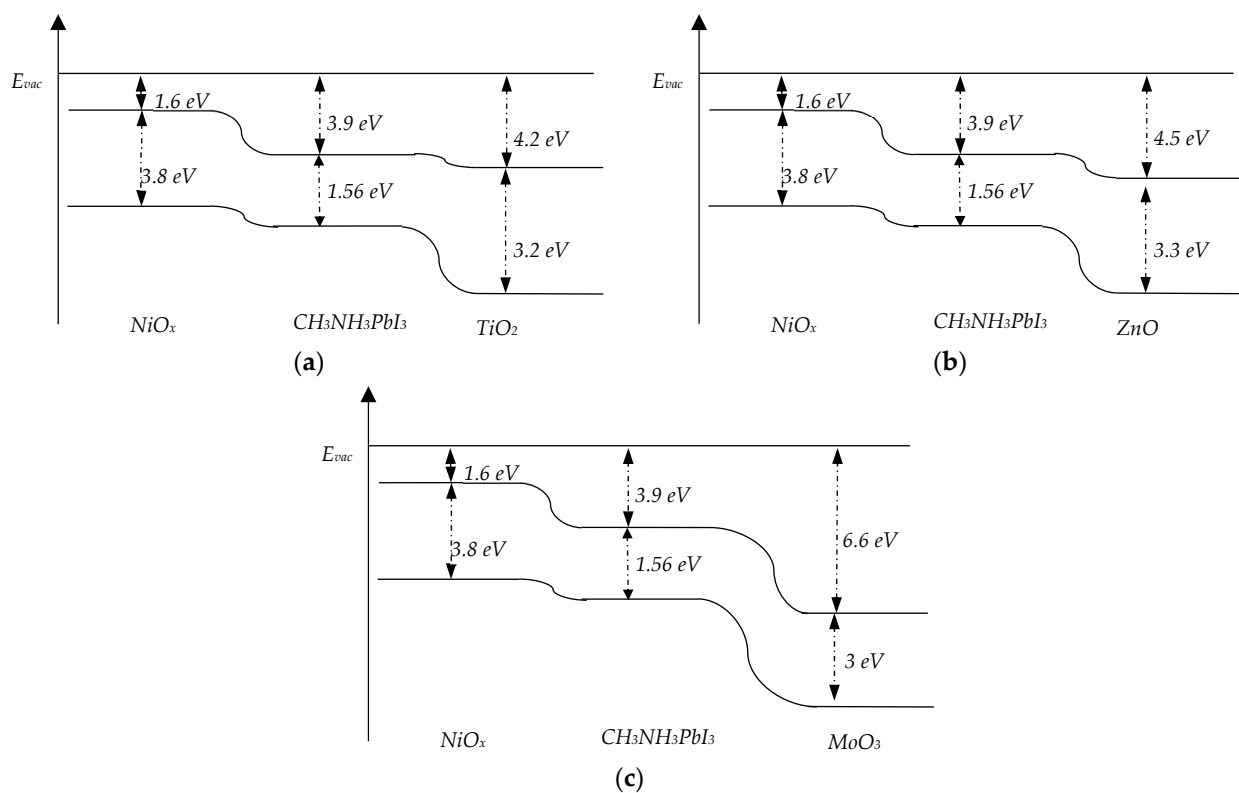 (a)
E_vac
1.6 eV
3.9 eV
4.2 eV
3.8 eV
1.56 eV
3.2 eV
NiOₓ
CH₃NH₃PbI₃
TiO₂
(b)
E_vac
1.6 eV
3.9 eV
4.5 eV
3.8 eV
1.56 eV
3.3 eV
NiOₓ
CH₃NH₃PbI₃
ZnO
(c)
E_vac
1.6 eV
3.9 eV
6.6 eV
3.8 eV
1.56 eV
3 eV
NiOₓ
CH₃NH₃PbI₃
MoO₃